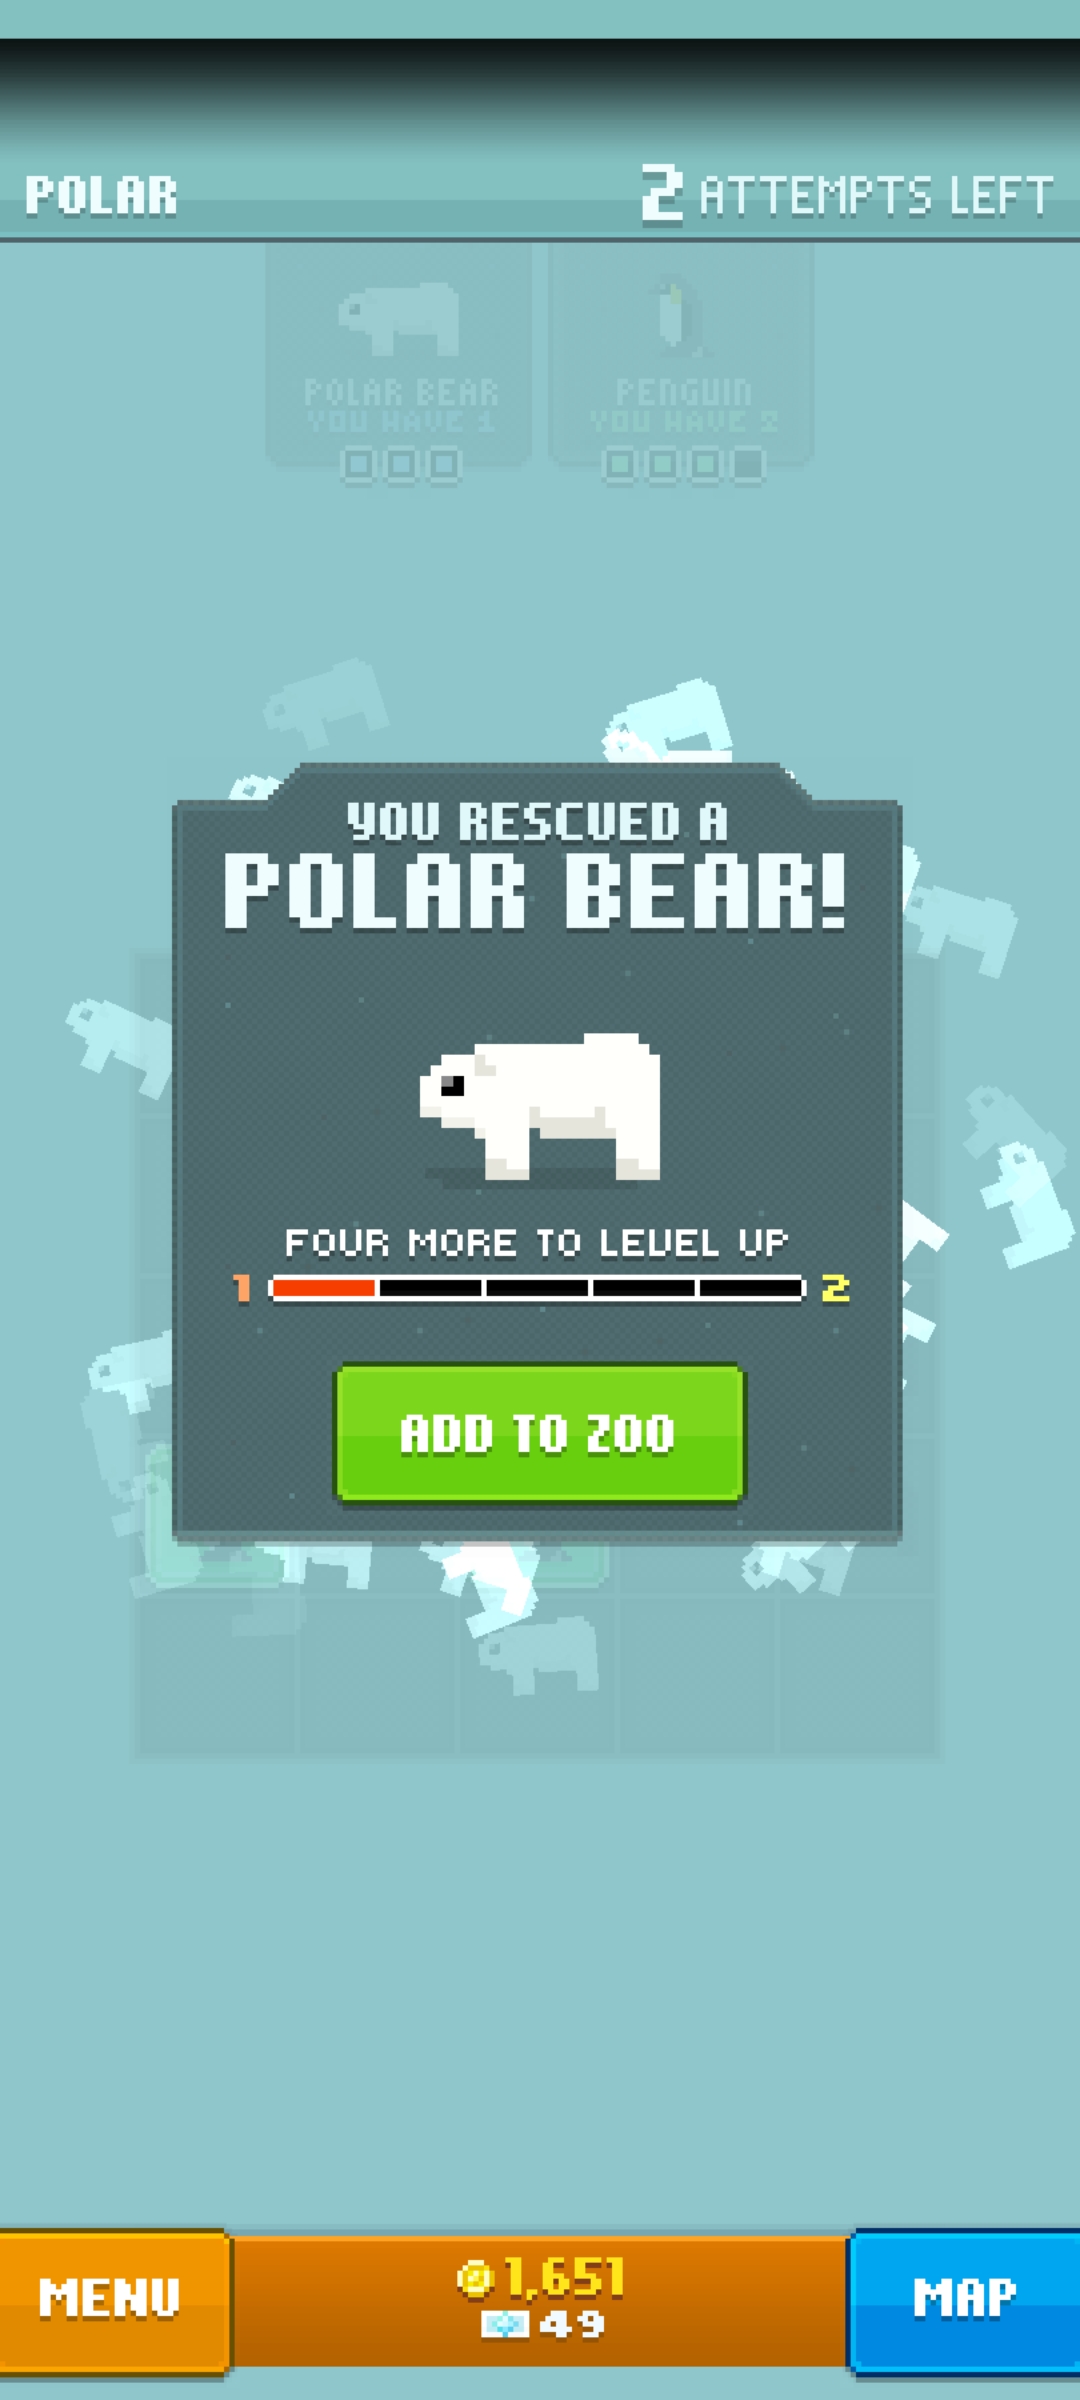 POLAR
2 ATTEMPTS LEFT
POLAR BEAR
YOU HAVE 1
PENGUIN
YOU HAVE 2
YOU RESCUED A
POLAR BEAR!
FOUR MORE TO LEVEL UP
1 2
ADD TO ZOO
MENU
1,651
49
MAP